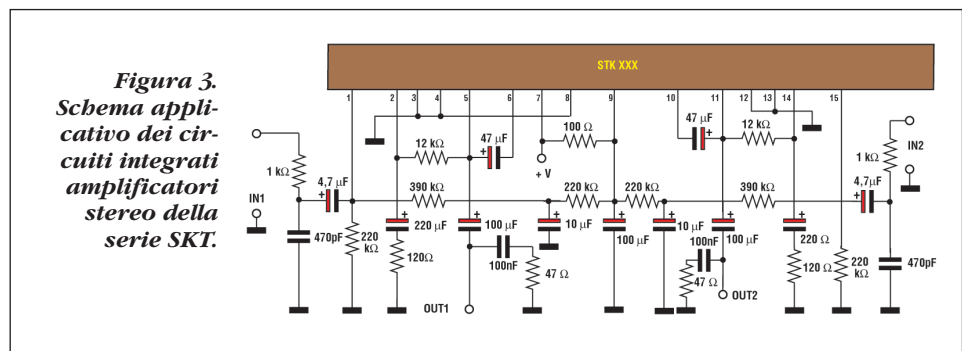 Figura 3.
Schema appli-
cativo dei cir-
cuiti integrati
amplificatori
stereo della
serie SKT.
STK XXX
1 2 3 4 5 6 7 8 9 10 11 12 13 14 15
12 kΩ
47 µF
+
100 Ω
+ V
47 µF
+
12 kΩ
1 kΩ
IN1
4,7 µF
+
390 kΩ
220 kΩ
220 kΩ
390 kΩ
4,7µF
+
1 kΩ
IN2
470pF
220
kΩ
+
220 µF
120Ω
+
100 µF
100nF
47 Ω
OUT1
+
10 µF
+
100 µF
+
10 µF
100nF
47 Ω
+
100 µF
OUT2
+
220 Ω
120 Ω
220
kΩ
470pF